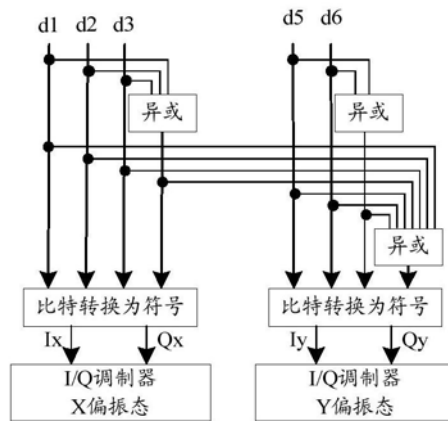 d1 d2 d3 d5 d6
异或 异或
异或
比特转换为符号 比特转换为符号
Ix Qx Iy Qy
I/Q调制器 I/Q调制器
X偏振态 Y偏振态